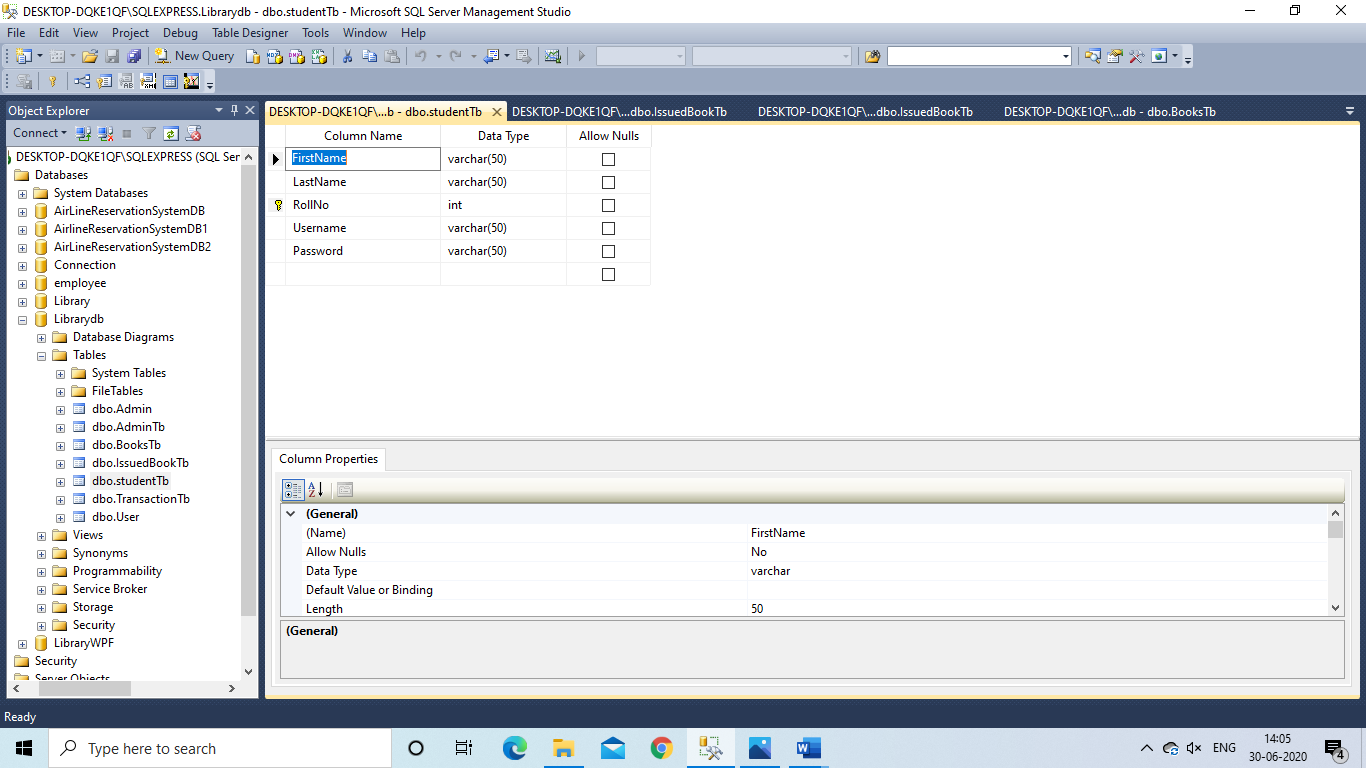 DESKTOP-DQKE1QF\SQLEXPRESS.Librarydb - dbo.studentTb - Microsoft SQL Server Management Studio
File Edit View Project Debug Table Designer Tools Window Help
New Query
Object Explorer
Connect
DESKTOP-DQKE1QF\SQLEXPRESS (SQL Ser
Databases
System Databases
AirLineReservationSystemDB
AirlineReservationSystemDB1
AirLineReservationSystemDB2
Connection
employee
Library
Librarydb
Database Diagrams
Tables
System Tables
FileTables
dbo.Admin
dbo.AdminTb
dbo.BooksTb
dbo.IssuedBookTb
dbo.studentTb
dbo.TransactionTb
dbo.User
Views
Synonyms
Programmability
Service Broker
Storage
Security
LibraryWPF
Security
Server Objects
DESKTOP-DQKE1QF\...b - dbo.studentTb DESKTOP-DQKE1QF\...dbo.IssuedBookTb DESKTOP-DQKE1QF\...dbo.IssuedBookTb DESKTOP-DQKE1QF\...db - dbo.BooksTb
Column Name Data Type Allow Nulls
FirstName varchar(50)
LastName varchar(50)
RollNo int
Username varchar(50)
Password varchar(50)
Column Properties
(General)
(Name) FirstName
Allow Nulls No
Data Type varchar
Default Value or Binding
Length 50
(General)
Ready
Type here to search
ENG
14:05
30-06-2020
4